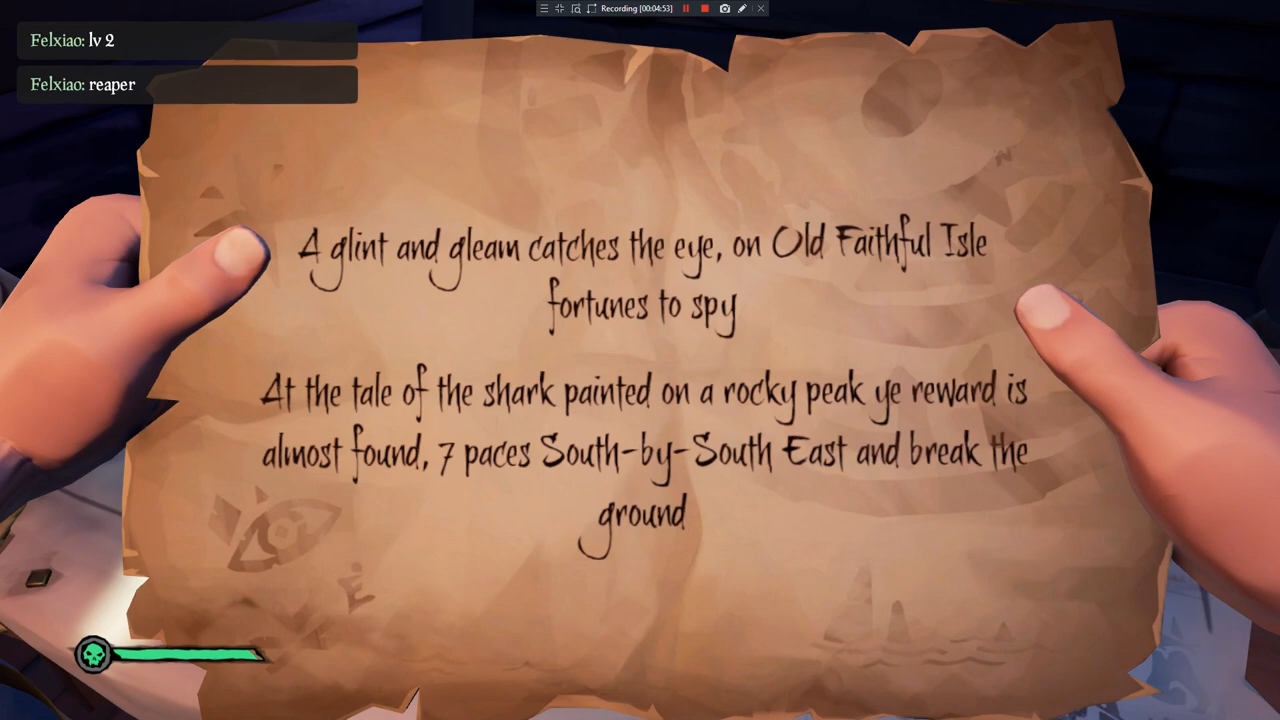 Recording [00:04:53]
Felxiao: lv 2
Felxiao: reaper
A glint and gleam catches the eye, on Old Faithful Isle
fortunes to spy
At the tale of the shark painted on a rocky peak ye reward is
almost found, 7 paces South-by-South East and break the
ground
N
E